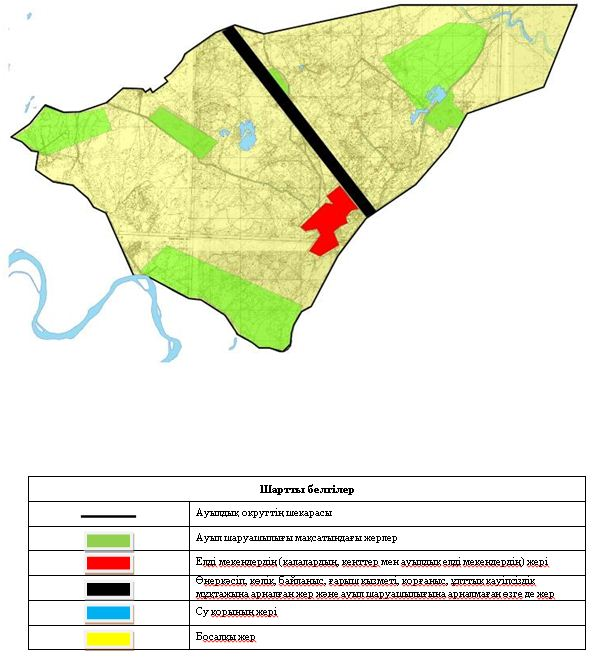 Шартты белгілер
Ауылдық округтің шекарасы
Ауыл шаруашылығы мақсатындағы жерлер
Елді мекендердің (қалалардың, кенттер мен ауылдық елді мекендердің) жері
Өнеркәсіп, көлік, байланыс, ғарыш қызметі, қорғаныс, ұлттық қауіпсіздік
мұқтажына арналған жер және ауыл шаруашылығына арналмаған өзге де жер
Су қорының жері
Босалқы жер